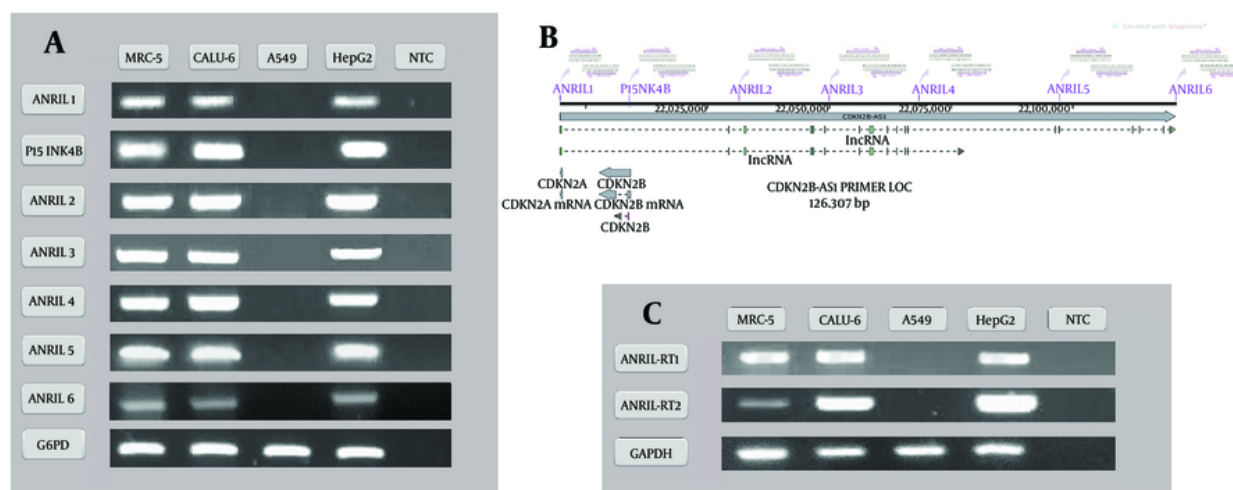 A
MRC-5 CALU-6 A549 HepG2 NTC
ANRIL 1
P15 INK4B
ANRIL 2
ANRIL 3
ANRIL 4
ANRIL 5
ANRIL 6
G6PD
B
Created with SnapGene®
ANRIL1 P15NK4B ANRIL2 ANRIL3 ANRIL4 ANRIL5 ANRIL6
22,025,000 22,050,000 22,075,000 22,100,000
CDKN2B-AS1
lncRNA
lncRNA
CDKN2A CDKN2B
CDKN2A mRNA CDKN2B mRNA
CDKN2B
CDKN2B-AS1 PRIMER LOC
126.307 bp
C
MRC-5 CALU-6 A549 HepG2 NTC
ANRIL-RT1
ANRIL-RT2
GAPDH